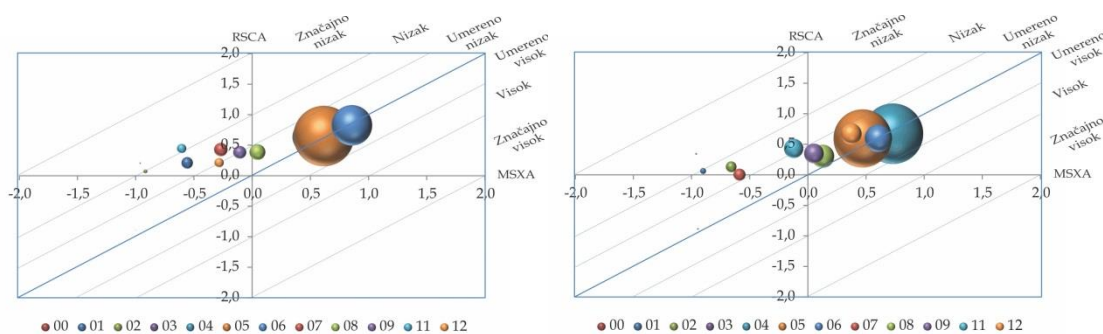 RSCA
Značajno nizak
Nizak
Umereno nizak
Umereno visok
Visok
Značajno visok
MSXA
2,0
1,5
1,0
0,5
0,0
-0,5
-1,0
-1,5
2,0
-2,0 -1,5 -1,0 -0,5 0,0 0,5 1,0 1,5 2,0
00 01 02 03 04 05 06 07 08 09 11 12
RSCA
Značajno nizak
Nizak
Umereno nizak
Umereno visok
Visok
Značajno visok
MSXA
2,0
1,5
1,0
0,5
0,0
-0,5
-1,0
-1,5
2,0
-2,0 -1,5 -1,0 -0,5 0,0 0,5 1,0 1,5 2,0
00 01 02 03 04 05 06 07 08 09 11 12